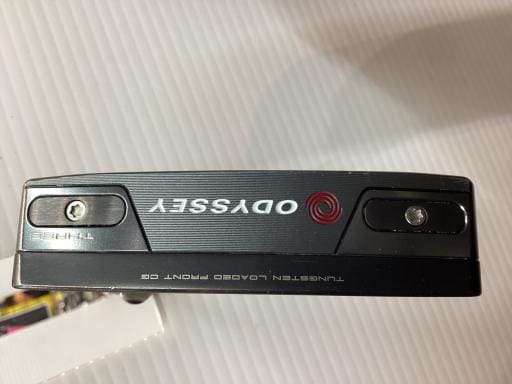 TUNGSTEN LOADED FRONT CG
ODYSSEY
THREE